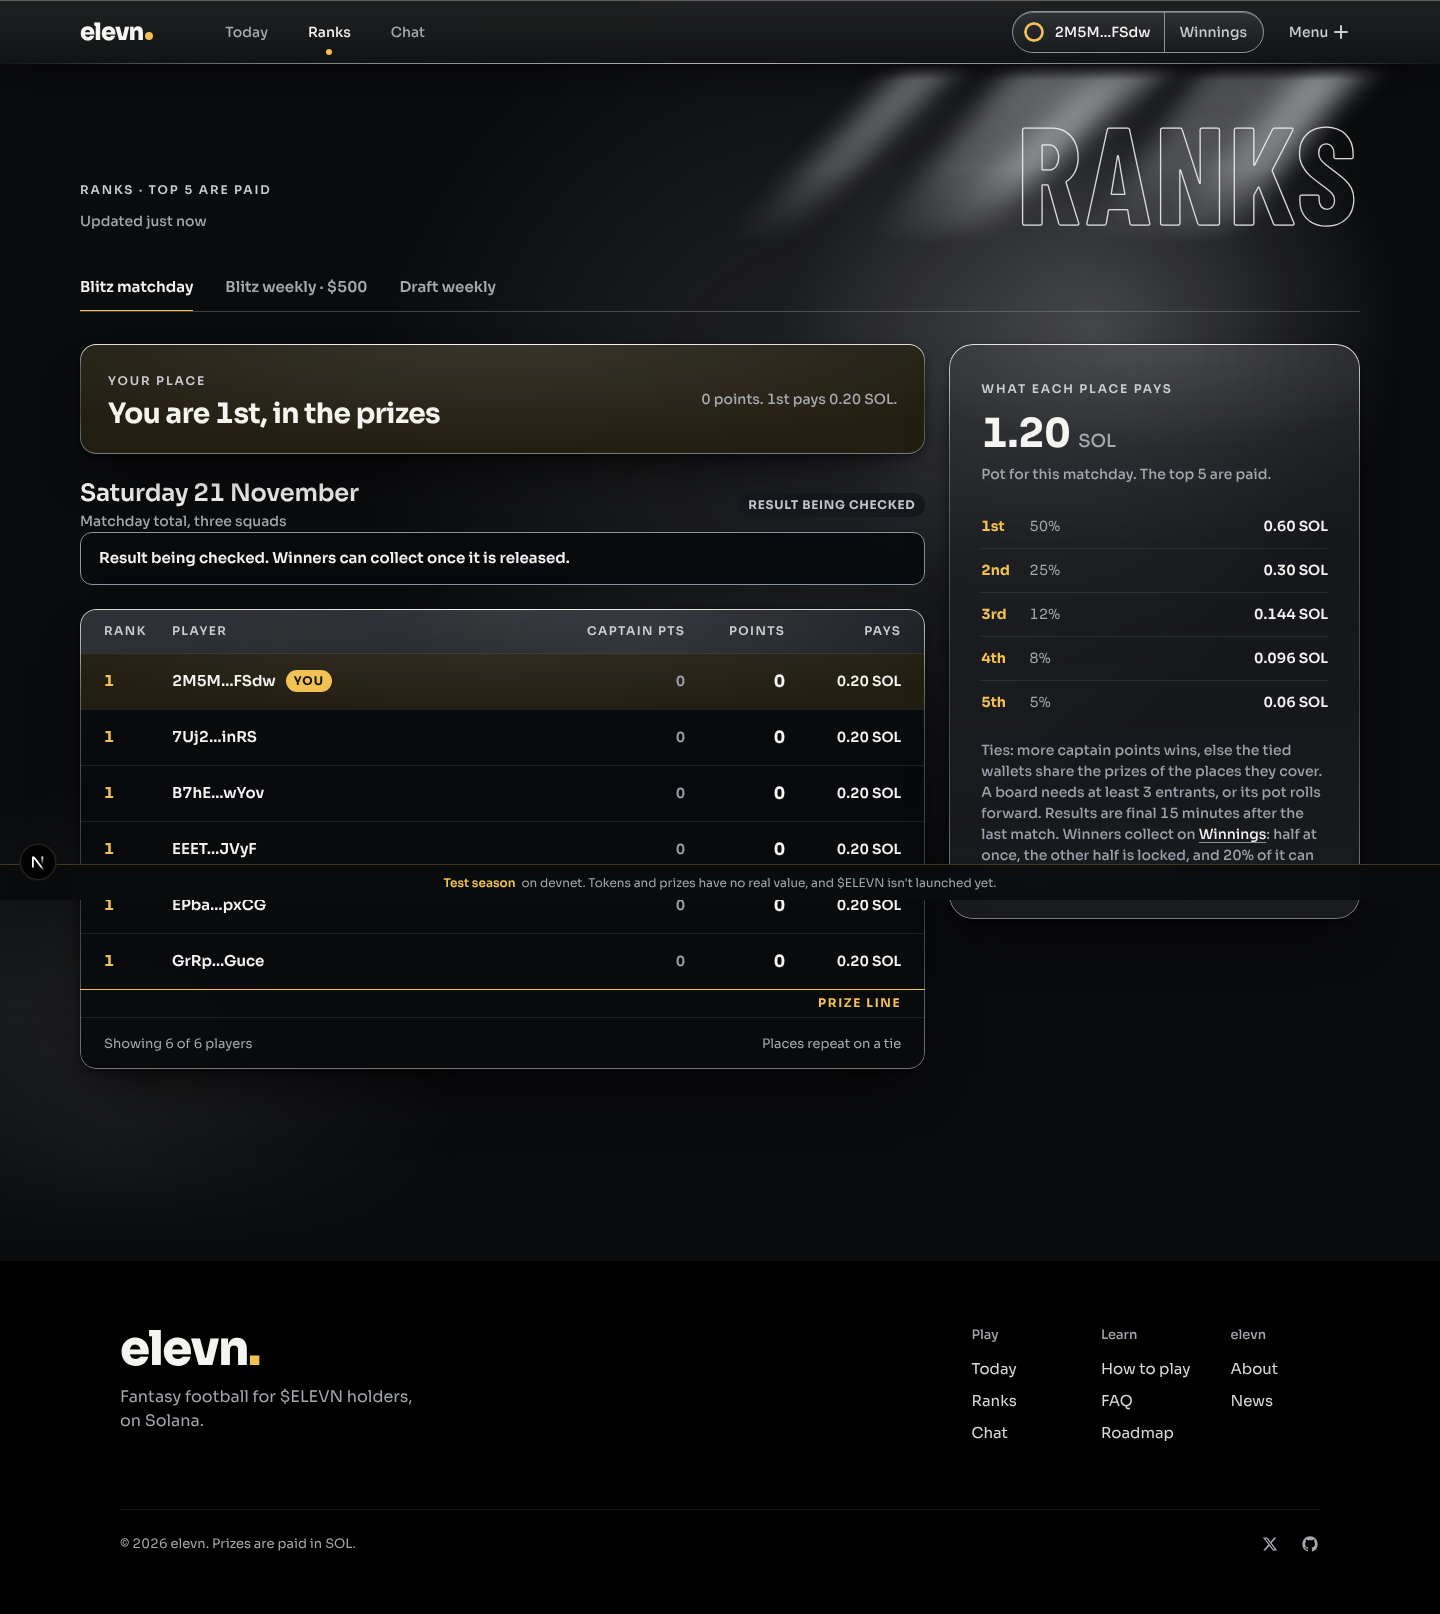 elevn.
Today
Ranks
Chat
2M5M...FSdw
Winnings
Menu
RANKS
RANKS · TOP 5 ARE PAID
Updated just now
Blitz matchday
Blitz weekly · $500
Draft weekly
YOUR PLACE
You are 1st, in the prizes
0 points. 1st pays 0.20 SOL.
Saturday 21 November
Matchday total, three squads
RESULT BEING CHECKED
Result being checked. Winners can collect once it is released.
RANK PLAYER CAPTAIN PTS POINTS PAYS
1 2M5M...FSdw YOU 0 0 0.20 SOL
1 7Uj2...inRS 0 0 0.20 SOL
1 B7hE...wYov 0 0 0.20 SOL
1 EEET...JVyF 0 0 0.20 SOL
1 EPba...pxCG 0 0 0.20 SOL
1 GrRp...Guce 0 0 0.20 SOL
PRIZE LINE
Showing 6 of 6 players
Places repeat on a tie
WHAT EACH PLACE PAYS
1.20 SOL
Pot for this matchday. The top 5 are paid.
1st 50% 0.60 SOL
2nd 25% 0.30 SOL
3rd 12% 0.144 SOL
4th 8% 0.096 SOL
5th 5% 0.06 SOL
Ties: more captain points wins, else the tied
wallets share the prizes of the places they cover.
A board needs at least 3 entrants, or its pot rolls
forward. Results are final 15 minutes after the
last match. Winners collect on Winnings: half at
once, the other half is locked, and 20% of it can
N
Test season on devnet. Tokens and prizes have no real value, and $ELEVN isn't launched yet.
elevn.
Fantasy football for $ELEVN holders,
on Solana.
Play
Today
Ranks
Chat
Learn
How to play
FAQ
Roadmap
elevn
About
News
© 2026 elevn. Prizes are paid in SOL.